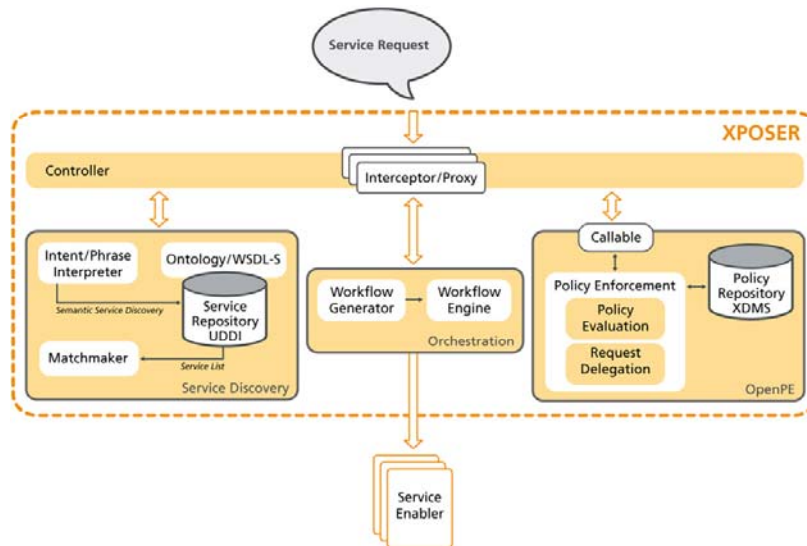 Service Request
XPOSER
Controller
Interceptor/Proxy
Intent/Phrase
Interpreter
Ontology/WSDL-S
Semantic Service Discovery
Service
Repository
UDDI
Matchmaker
Service List
Service Discovery
Workflow
Generator
Workflow
Engine
Orchestration
Callable
Policy Enforcement
Policy
Evaluation
Request
Delegation
Policy
Repository
XDMS
OpenPE
Service
Enabler